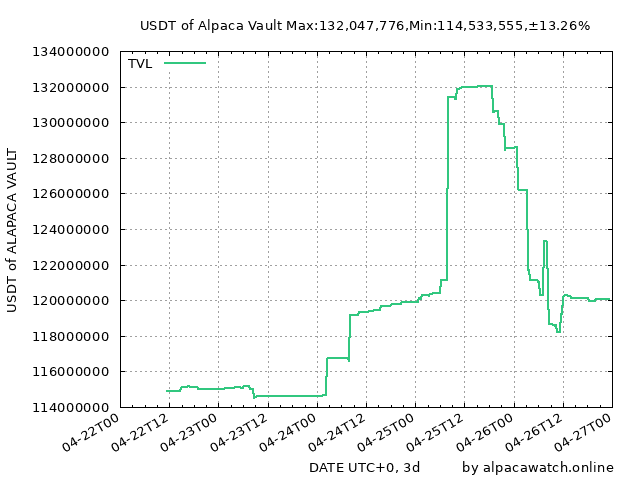 USDT of Alpaca Vault Max:132,047,776,Min:114,533,555,±13.26%
TVL
USDT of ALAPACA VAULT
134000000
132000000
130000000
128000000
126000000
124000000
122000000
120000000
118000000
116000000
114000000
04-22T00
04-22T12
04-23T00
04-23T12
04-24T00
04-24T12
04-25T00
04-25T12
04-26T00
04-26T12
04-27T00
DATE UTC+0, 3d
by alpacawatch.online